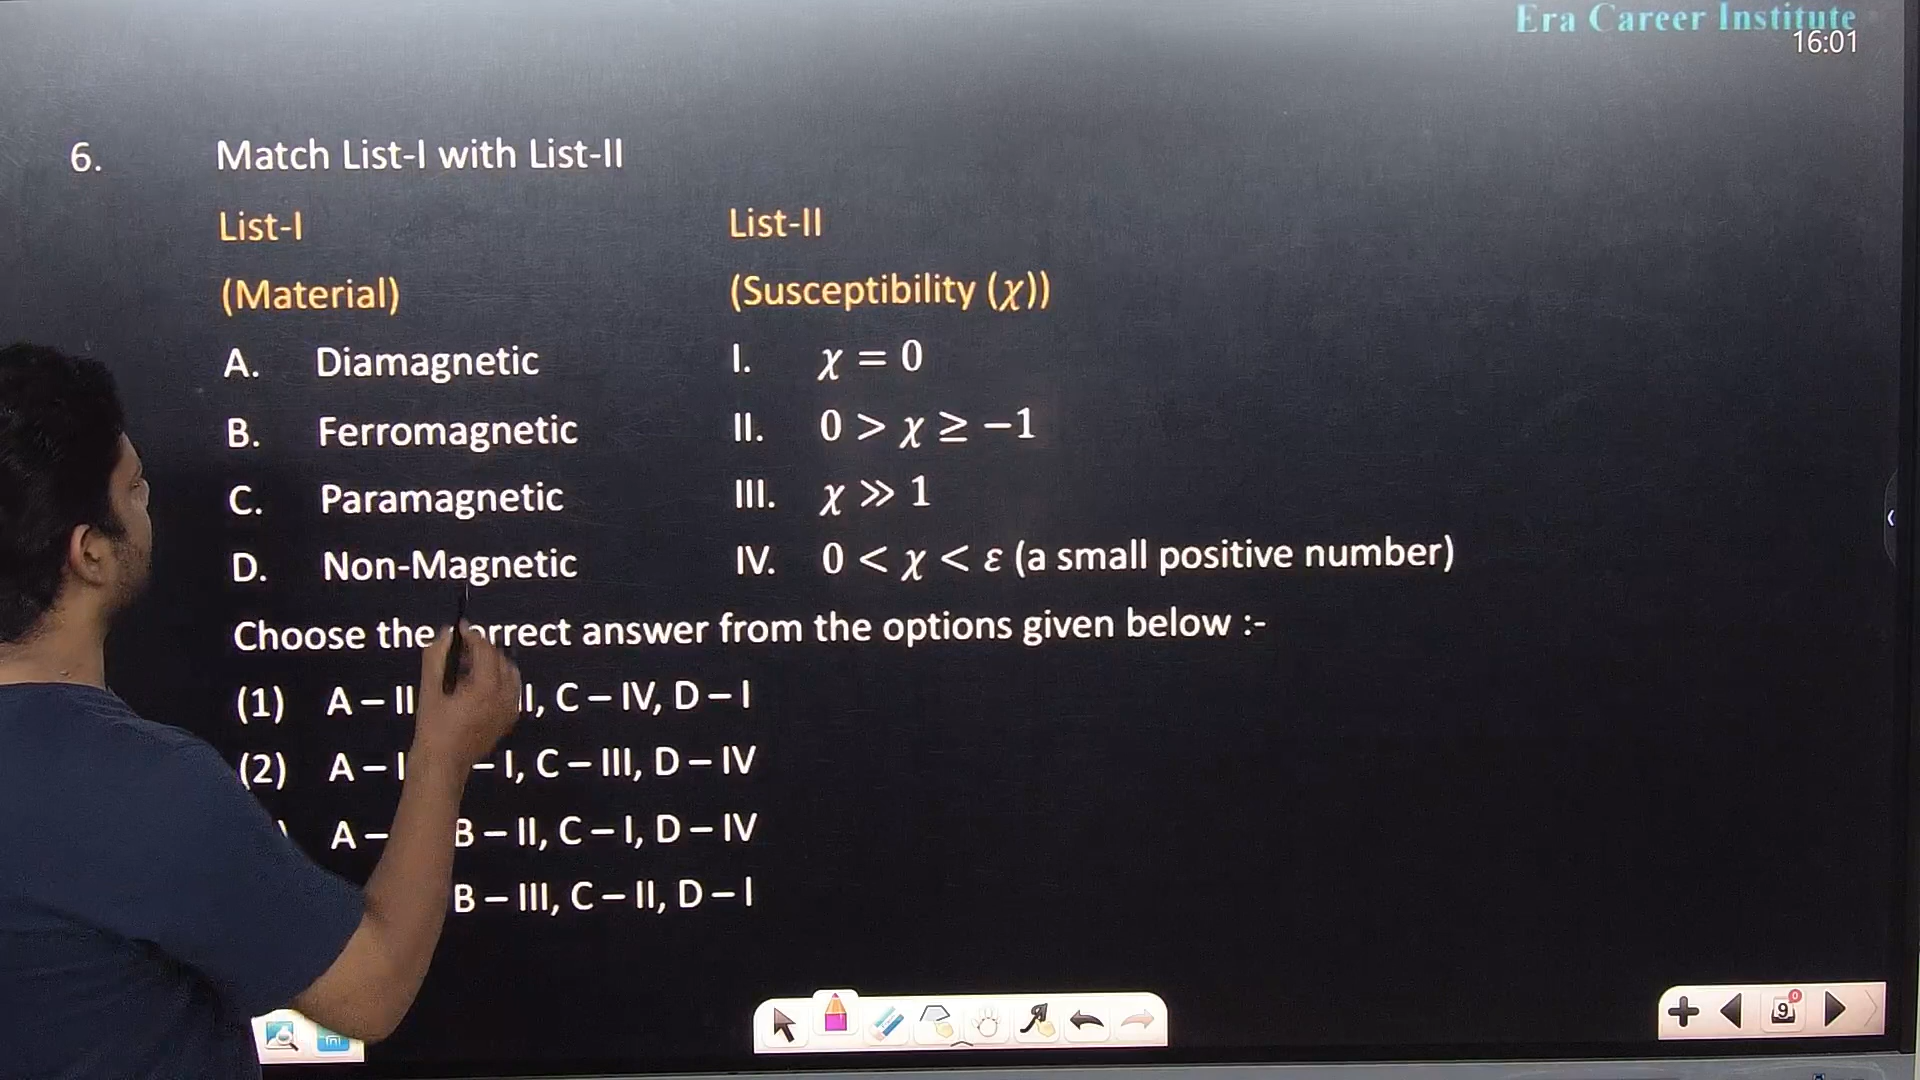 Era Career Institute
16:01
6. Match List-I with List-II
List-I List-II
(Material) (Susceptibility (χ))
A. Diamagnetic I. χ = 0
B. Ferromagnetic II. 0 > χ ≥ −1
C. Paramagnetic III. χ ≫ 1
D. Non-Magnetic IV. 0 < χ < ε (a small positive number)
Choose the answer from the options given below :-
(1) A – II C – IV, D – I
(2) A – – I, C – III, D – IV
A – B – II, C – I, D – IV
B – III, C – II, D – I
9
0